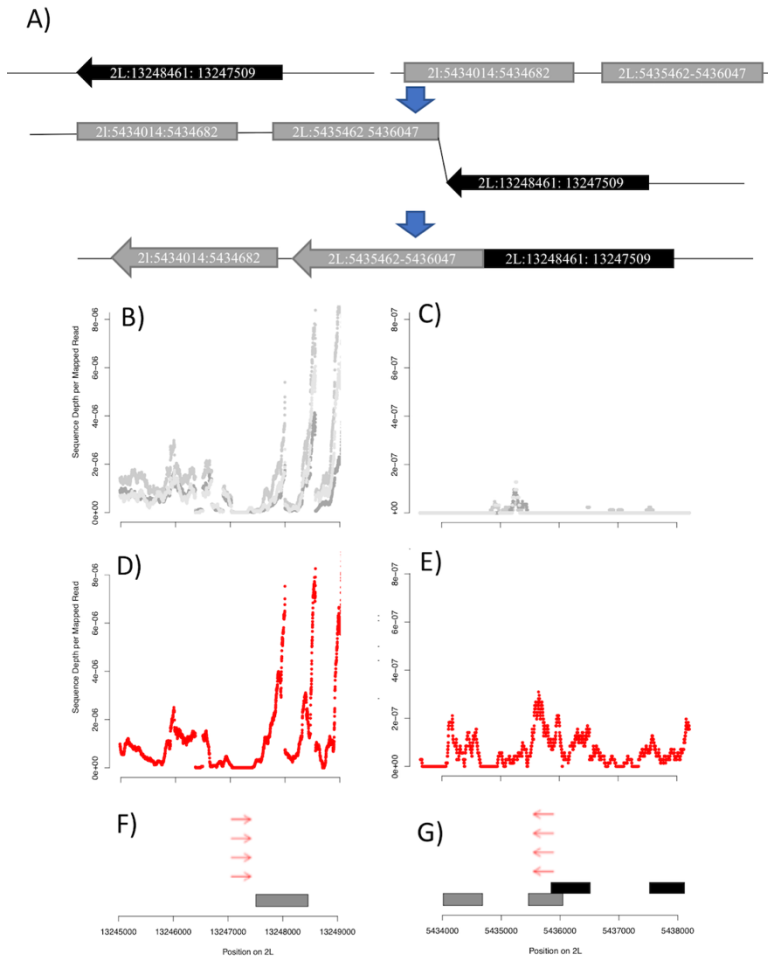 A)
2L:13248461: 13247509
2l:5434014:5434682
2L:5435462-5436047
2l:5434014:5434682
2L:5435462 5436047
2L:13248461: 13247509
2l:5434014:5434682
2L:5435462-5436047
2L:13248461: 13247509
B)
C)
Sequence Depth per Mapped Read
0e+00
2e-06
4e-06
6e-06
8e-06
+00
2e-07
4e-07
6e-07
8e-07
D)
E)
Sequence Depth per Mapped Read
0e+00
2e-06
4e-06
6e-06
8e-06
0e+00
2e-07
4e-07
6e-07
8e-07
F)
G)
13245000 13246000 13247000 13248000 13249000
5434000 5435000 5436000 5437000 5438000
Position on 2L
Position on 2L